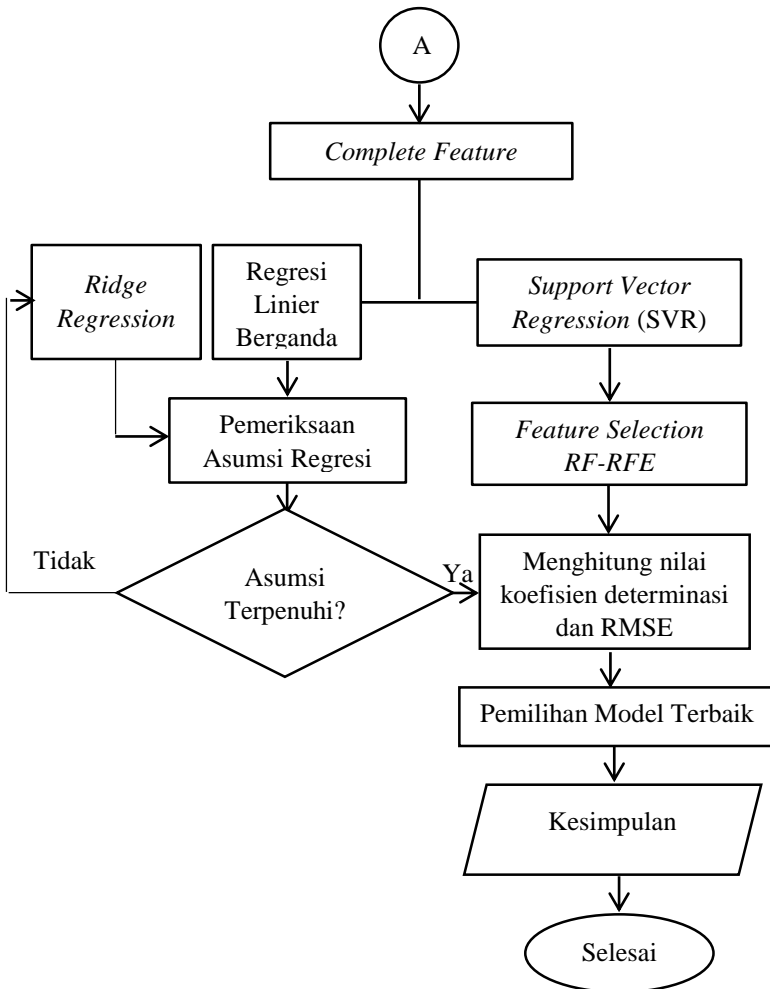 A
Complete Feature
Ridge
Regression
Regresi
Linier
Berganda
Support Vector
Regression (SVR)
Pemeriksaan
Asumsi Regresi
Feature Selection
RF-RFE
Tidak
Asumsi
Terpenuhi?
Ya
Menghitung nilai
koefisien determinasi
dan RMSE
Pemilihan Model Terbaik
Kesimpulan
Selesai